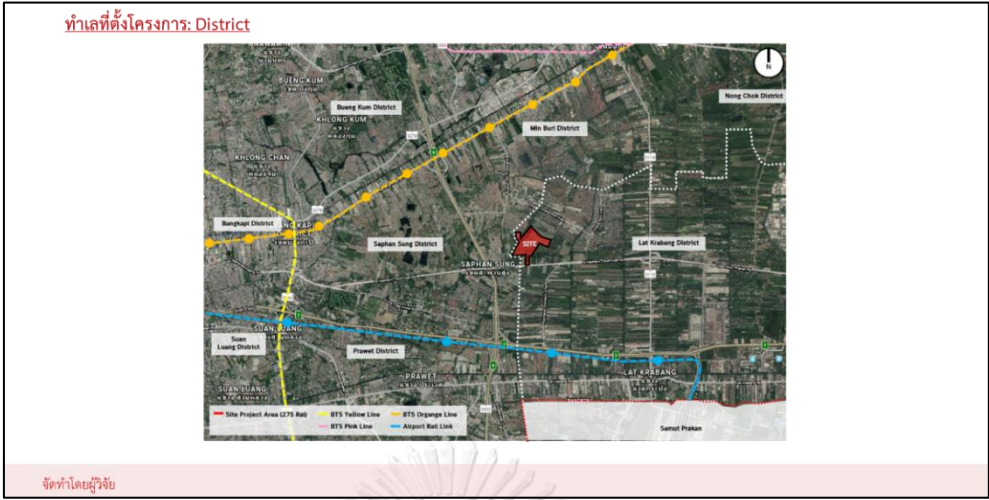 ทำเลที่ตั้งโครงการ: District
N
BUENG KUM
Nong Chok District
Bueng Kum District
KHLONG KUM
Min Buri District
KHLONG CHAN
Bangkapi District
Saphan Sung District
SITE
Lat Krabang District
SAPHAN SUNG
SUAN LUANG
Suan
Luang District
Prawet District
PRAWET
LAT KRABANG
SUAN LUANG
Site Project Area (275 Rai)
BTS Yellow Line
BTS Organge Line
BTS Pink Line
Airport Rail Link
Samut Prakan
จัดทำโดยผู้วิจัย